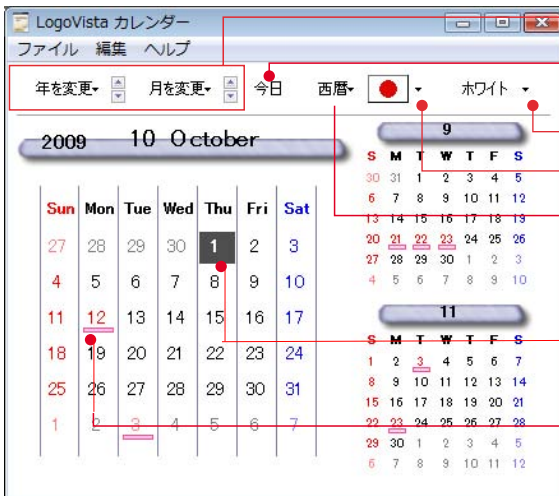 LogoVista カレンダー
ファイル 編集 ヘルプ
年を変更 月を変更 今日 西暦 ホワイト
2009 10 October
Sun Mon Tue Wed Thu Fri Sat
27 28 29 30 1 2 3
4 5 6 7 8 9 10
11 12 13 14 15 16 17
18 19 20 21 22 23 24
25 26 27 28 29 30 31
1 2 3 4 5 6 7
9
S M T W T F S
30 31 1 2 3 4 5
6 7 8 9 10 11 12
13 14 15 16 17 18 19
20 21 22 23 24 25 26
27 28 29 30 1 2 3
4 5 6 7 8 9 10
11
S M T W T F S
1 2 3 4 5 6 7
8 9 10 11 12 13 14
15 16 17 18 19 20 21
22 23 24 25 26 27 28
29 30 1 2 3 4 5
6 7 8 9 10 11 12